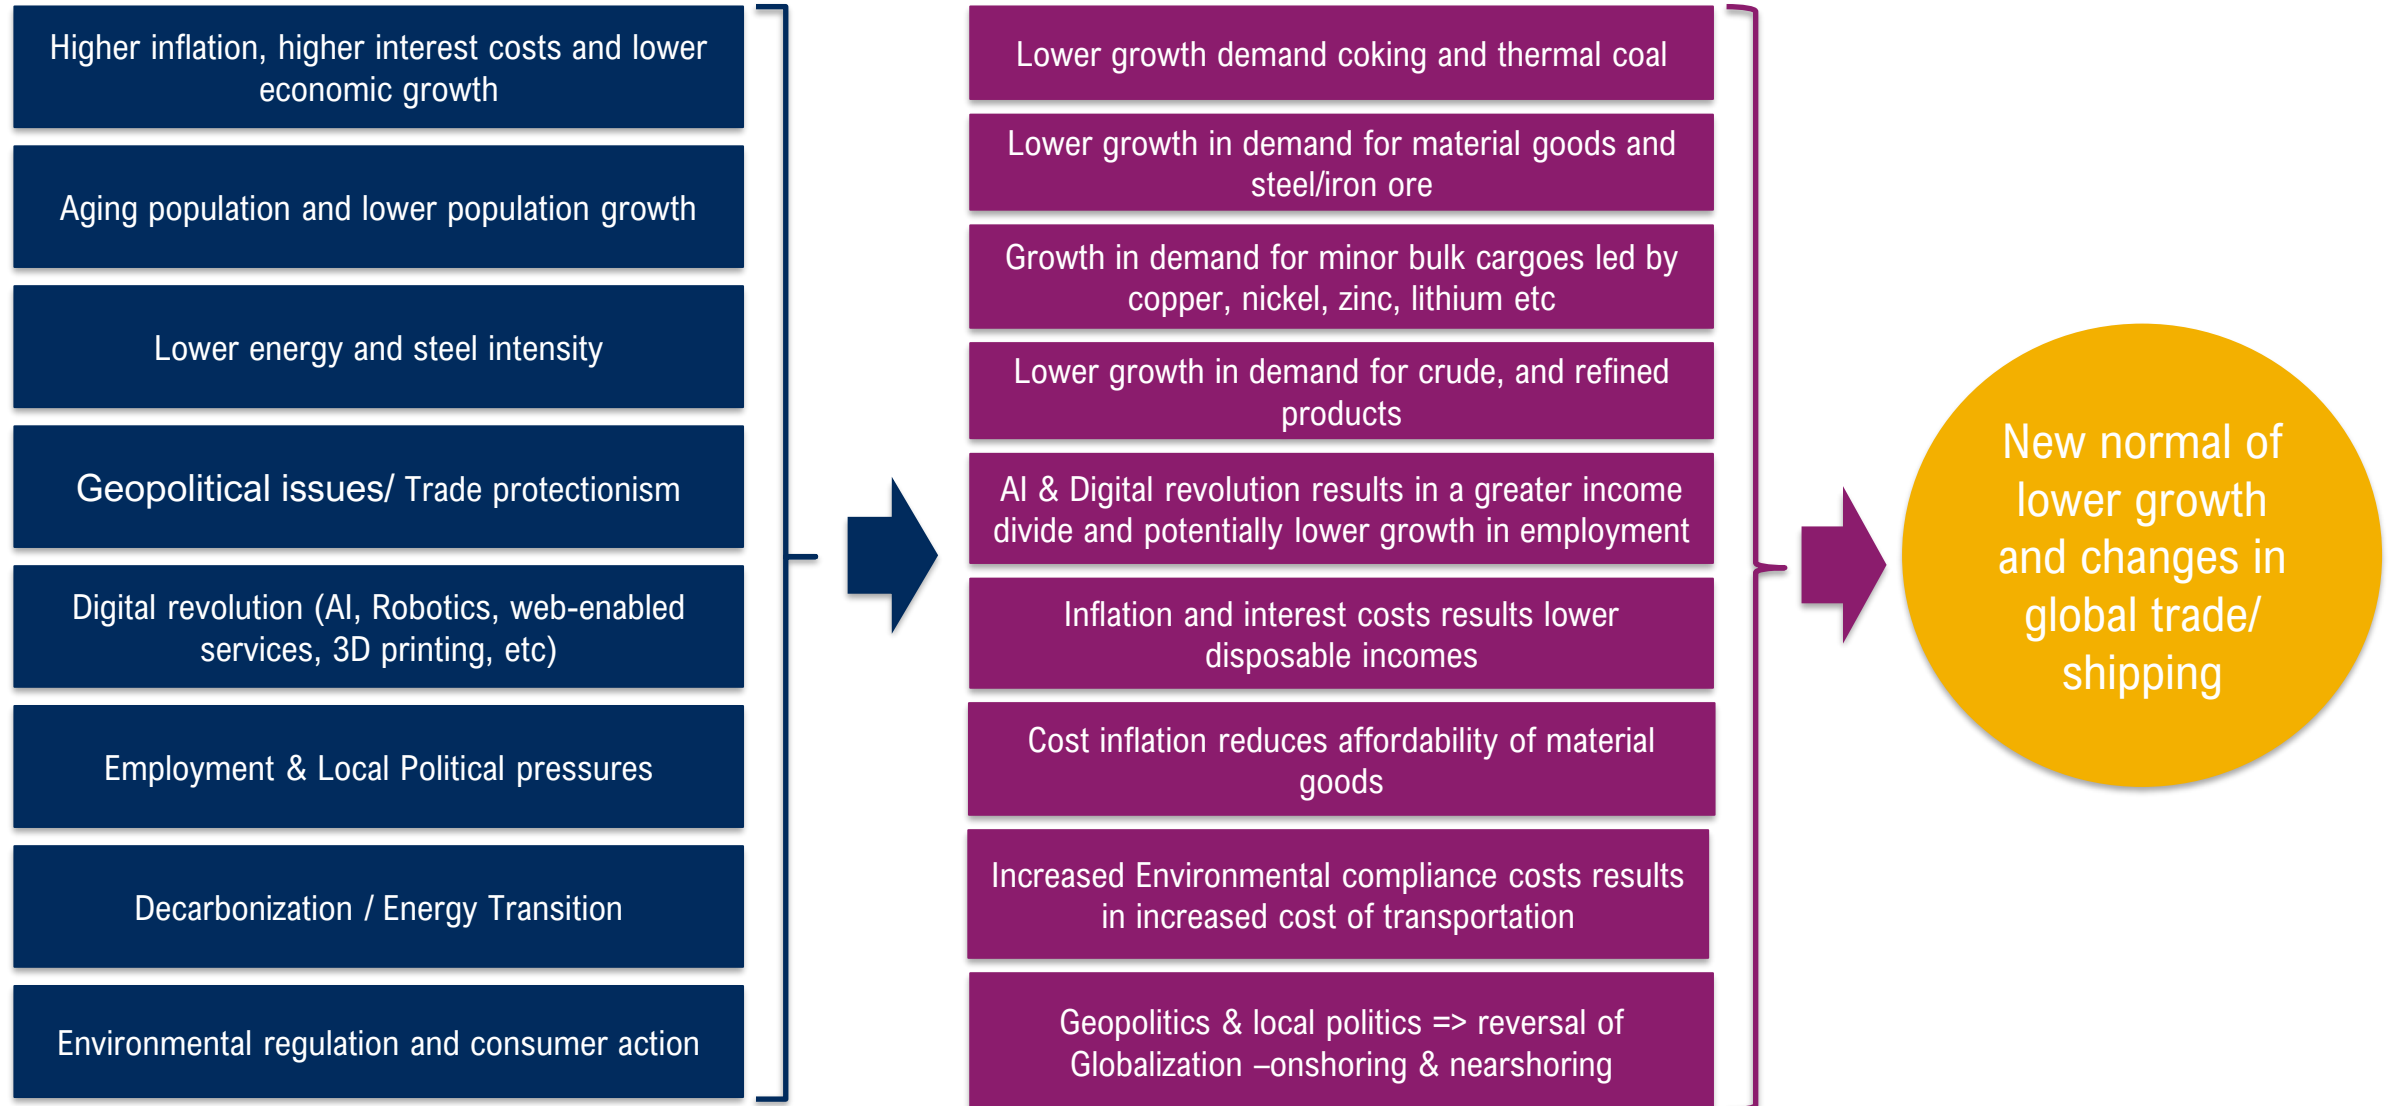 Higher inflation, higher interest costs and lower
economic growth
Aging population and lower population growth
Lower energy and steel intensity
Geopolitical issues/ Trade protectionism
Digital revolution (AI, Robotics, web-enabled
services, 3D printing, etc)
Employment & Local Political pressures
Decarbonization / Energy Transition
Environmental regulation and consumer action
Lower growth demand coking and thermal coal
Lower growth in demand for material goods and
steel/iron ore
Growth in demand for minor bulk cargoes led by
copper, nickel, zinc, lithium etc
Lower growth in demand for crude, and refined
products
AI & Digital revolution results in a greater income
divide and potentially lower growth in employment
Inflation and interest costs results lower
disposable incomes
Cost inflation reduces affordability of material
goods
Increased Environmental compliance costs results
in increased cost of transportation
Geopolitics & local politics => reversal of
Globalization –onshoring & nearshoring
New normal of
lower growth
and changes in
global trade/
shipping